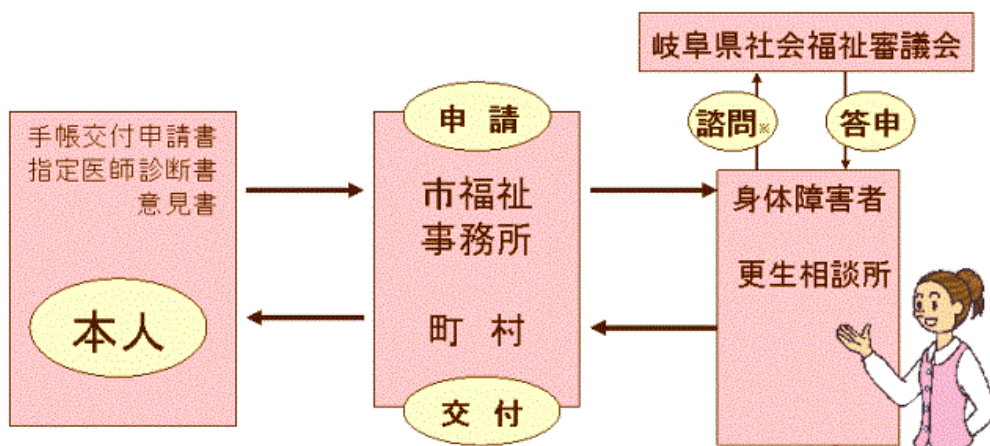 手帳交付申請書
指定医師診断書
意見書
本人
申請
市福祉
事務所
町村
交付
岐阜県社会福祉審議会
諮問※
答申
身体障害者
更生相談所